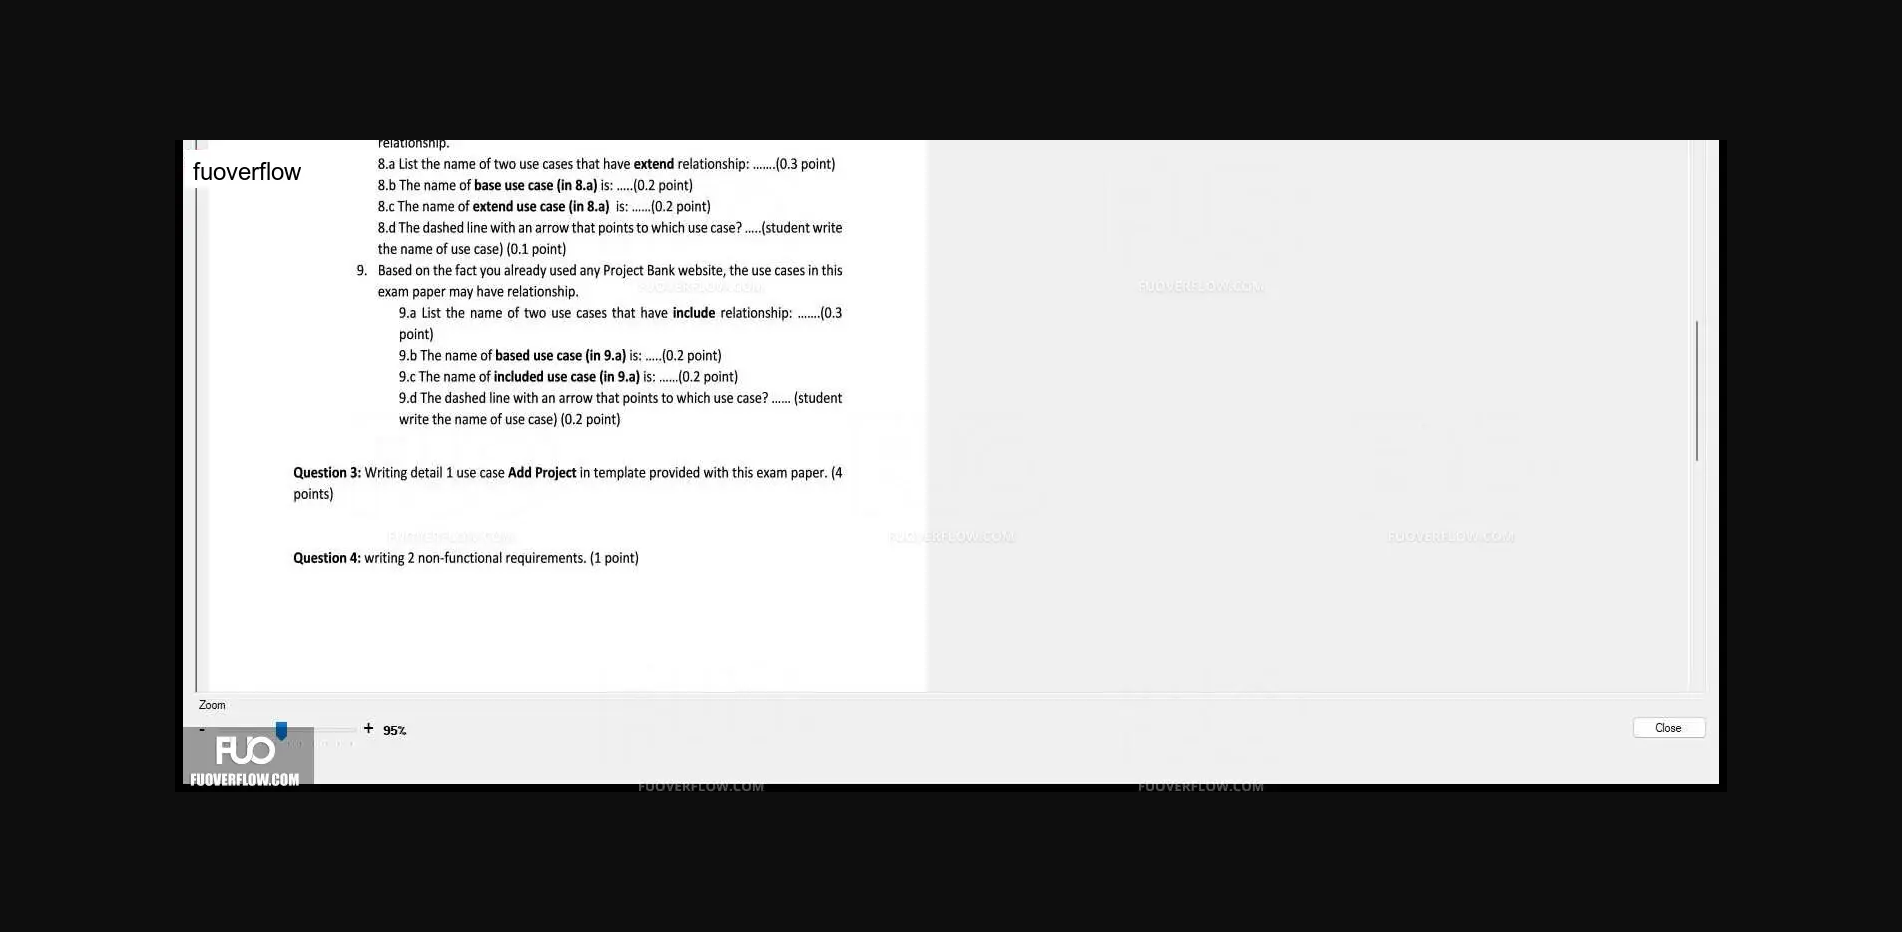 relationship.
fuoverflow
8.a List the name of two use cases that have extend relationship: .......(0.3 point)
8.b The name of base use case (in 8.a) is: .....(0.2 point)
8.c The name of extend use case (in 8.a) is: ......(0.2 point)
8.d The dashed line with an arrow that points to which use case? .....(student write
the name of use case) (0.1 point)
9. Based on the fact you already used any Project Bank website, the use cases in this
exam paper may have relationship.
FUOVERFLOW.COM
FUOVERFLOW.COM
9.a List the name of two use cases that have include relationship: .......(0.3
point)
9.b The name of based use case (in 9.a) is: .....(0.2 point)
9.c The name of included use case (in 9.a) is: ......(0.2 point)
9.d The dashed line with an arrow that points to which use case? ...... (student
write the name of use case) (0.2 point)
Question 3: Writing detail 1 use case Add Project in template provided with this exam paper. (4
points)
FUOVERFLOW.COM
FUOVERFLOW.COM
FUOVERFLOW.COM
Question 4: writing 2 non-functional requirements. (1 point)
Zoom
- + 95%
Close
FUO
FUOVERFLOW.COM
FUOVERFLOW.COM
FUOVERFLOW.COM